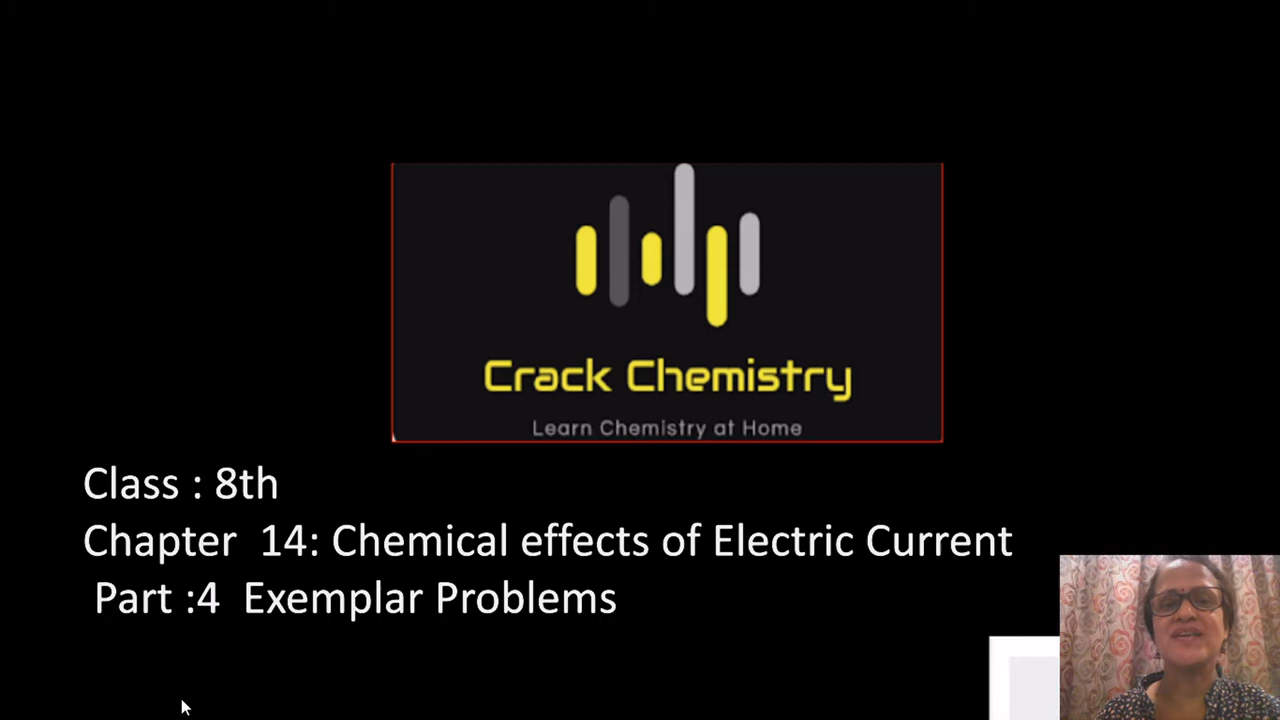 Crack Chemistry
Learn Chemistry at Home
Class : 8th
Chapter 14: Chemical effects of Electric Current
Part :4 Exemplar Problems